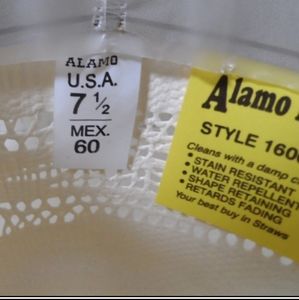 ALAMO
U.S.A.
7 1/2
MEX.
60
Alamo
STYLE 160
Cleans with a damp
• STAIN RESISTANT
• WATER REPELLENT
• SHAPE RETAINING
• RETARDS FADING
Your best buy in Straws